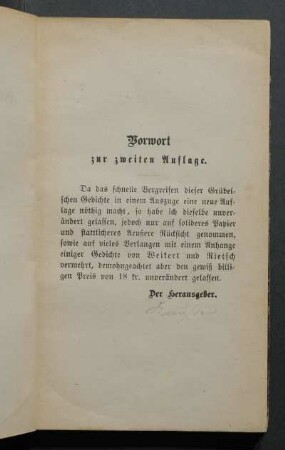 Vorwort
zur zweiten Auflage.
Da das schnelle Vergreifen dieser Grübel-
schen Gedichte in einem Auszuge eine neue Auf-
lage nöthig macht, so habe ich dieselbe unver-
ändert gelassen, jedoch nur auf solideres Papier
und stattlicheres Aeußere Rücksicht genommen,
sowie auf vieles Verlangen mit einem Anhange
einiger Gedichte von Weikert und Rietsch
vermehrt, demohngeachtet aber den gewiß billi-
gen Preis von 18 kr. unverändert gelassen.
Der Herausgeber.